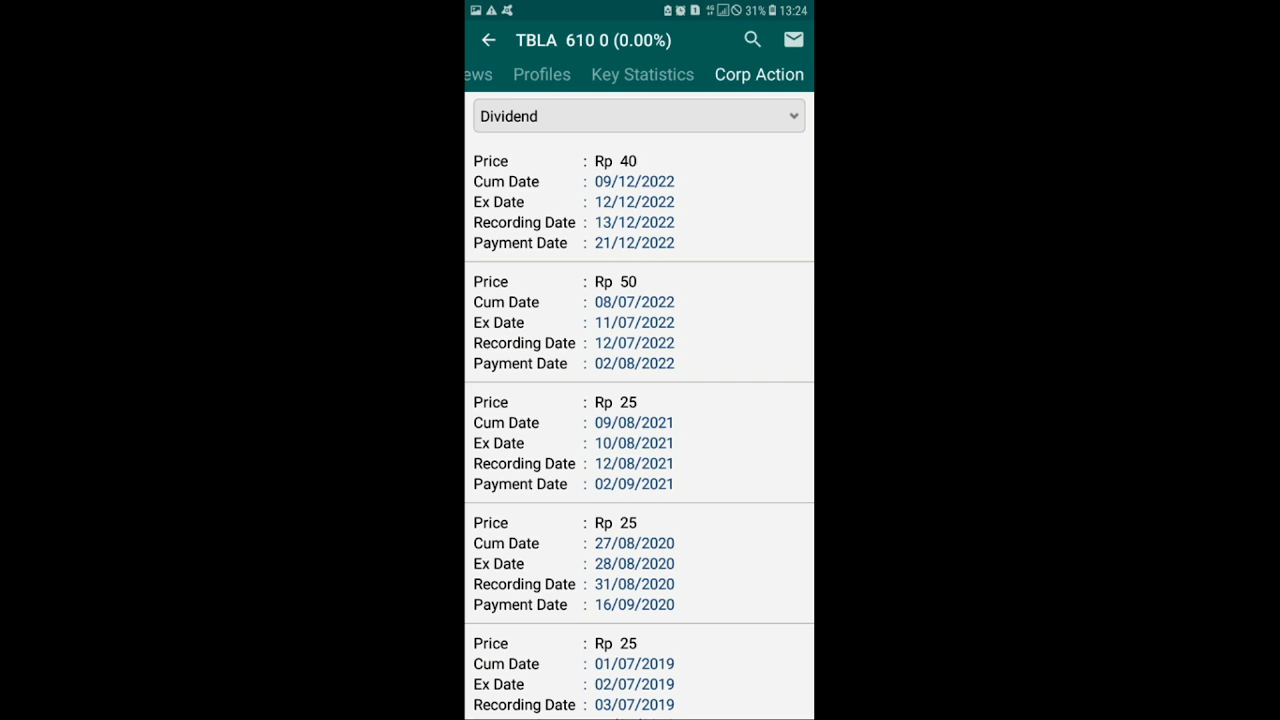 4G 31% 13:24
TBLA 610 0 (0.00%)
ews Profiles Key Statistics Corp Action
Dividend
Price : Rp 40
Cum Date : 09/12/2022
Ex Date : 12/12/2022
Recording Date : 13/12/2022
Payment Date : 21/12/2022
Price : Rp 50
Cum Date : 08/07/2022
Ex Date : 11/07/2022
Recording Date : 12/07/2022
Payment Date : 02/08/2022
Price : Rp 25
Cum Date : 09/08/2021
Ex Date : 10/08/2021
Recording Date : 12/08/2021
Payment Date : 02/09/2021
Price : Rp 25
Cum Date : 27/08/2020
Ex Date : 28/08/2020
Recording Date : 31/08/2020
Payment Date : 16/09/2020
Price : Rp 25
Cum Date : 01/07/2019
Ex Date : 02/07/2019
Recording Date : 03/07/2019